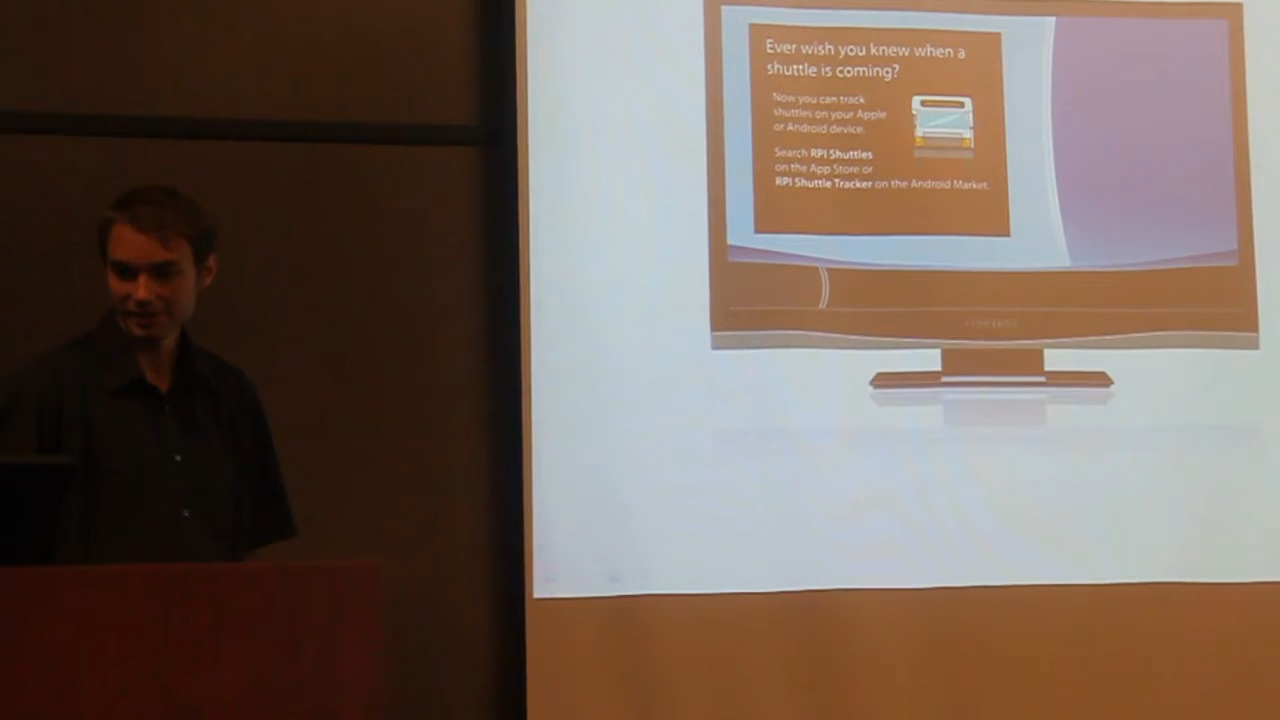 Ever wish you knew when a
shuttle is coming?
Now you can track
shuttles on your Apple
or Android device.
Search RPI Shuttles
on the App Store or
RPI Shuttle Tracker on the Android Market.